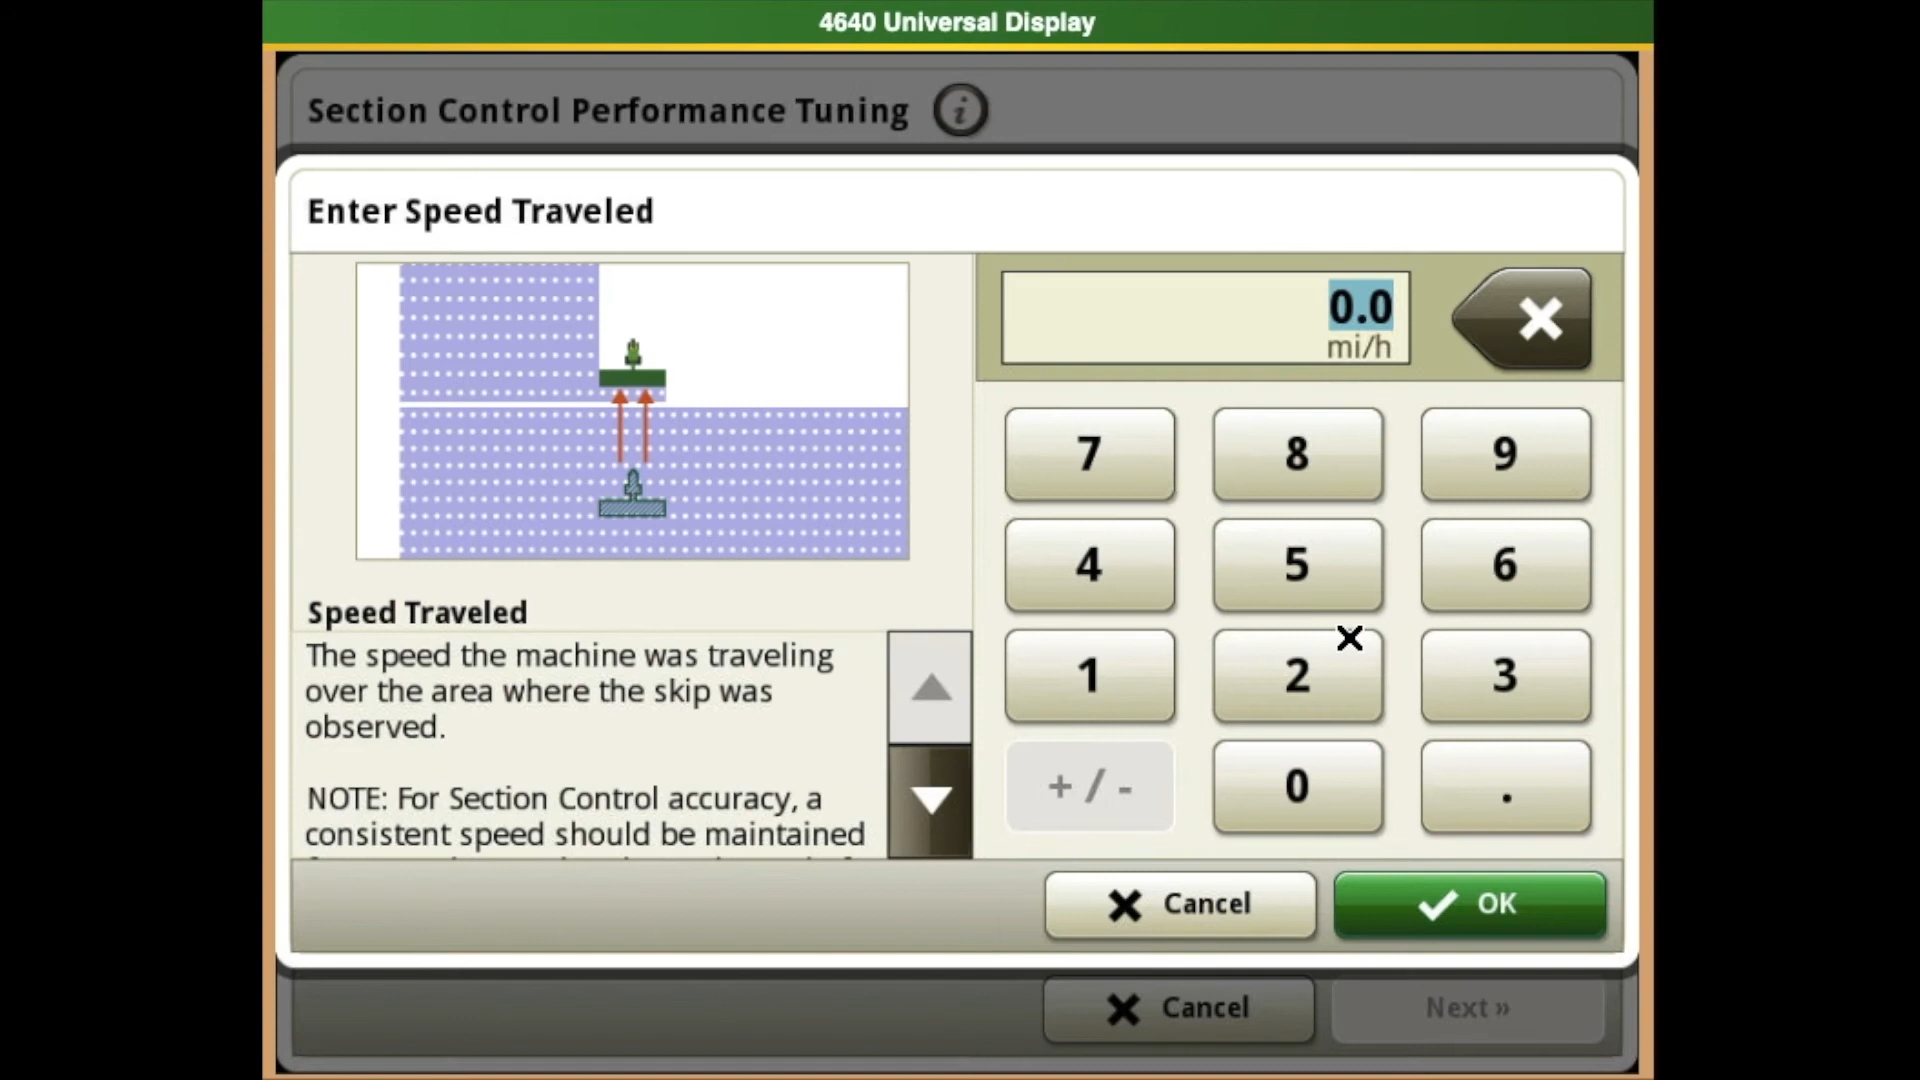 4640 Universal Display
Section Control Performance Tuning i
Enter Speed Traveled
0.0
mi/h
Speed Traveled
The speed the machine was traveling
over the area where the skip was
observed.
NOTE: For Section Control accuracy, a
consistent speed should be maintained
7 8 9
4 5 6
1 2 3
+ / - 0 .
Cancel OK
Cancel Next »